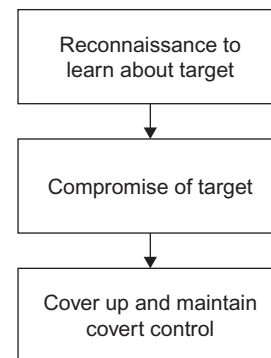 Reconnaissance to
learn about target
Compromise of target
Cover up and maintain
covert control